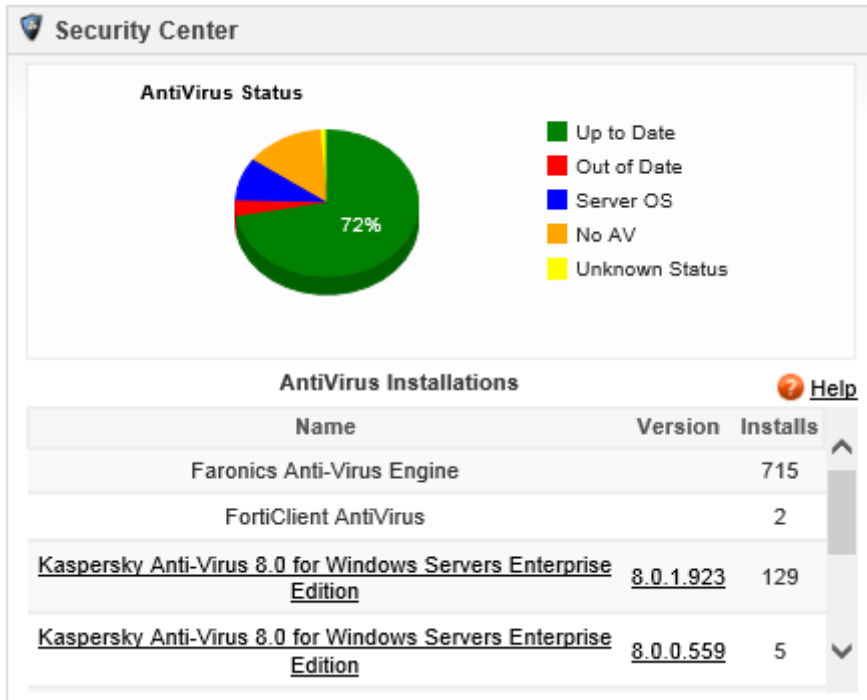 Security Center
AntiVirus Status
72%
Up to Date
Out of Date
Server OS
No AV
Unknown Status
AntiVirus Installations
? Help
Name Version Installs
Faronics Anti-Virus Engine 715
FortiClient AntiVirus 2
Kaspersky Anti-Virus 8.0 for Windows Servers Enterprise
Edition 8.0.1.923 129
Kaspersky Anti-Virus 8.0 for Windows Servers Enterprise
Edition 8.0.0.559 5